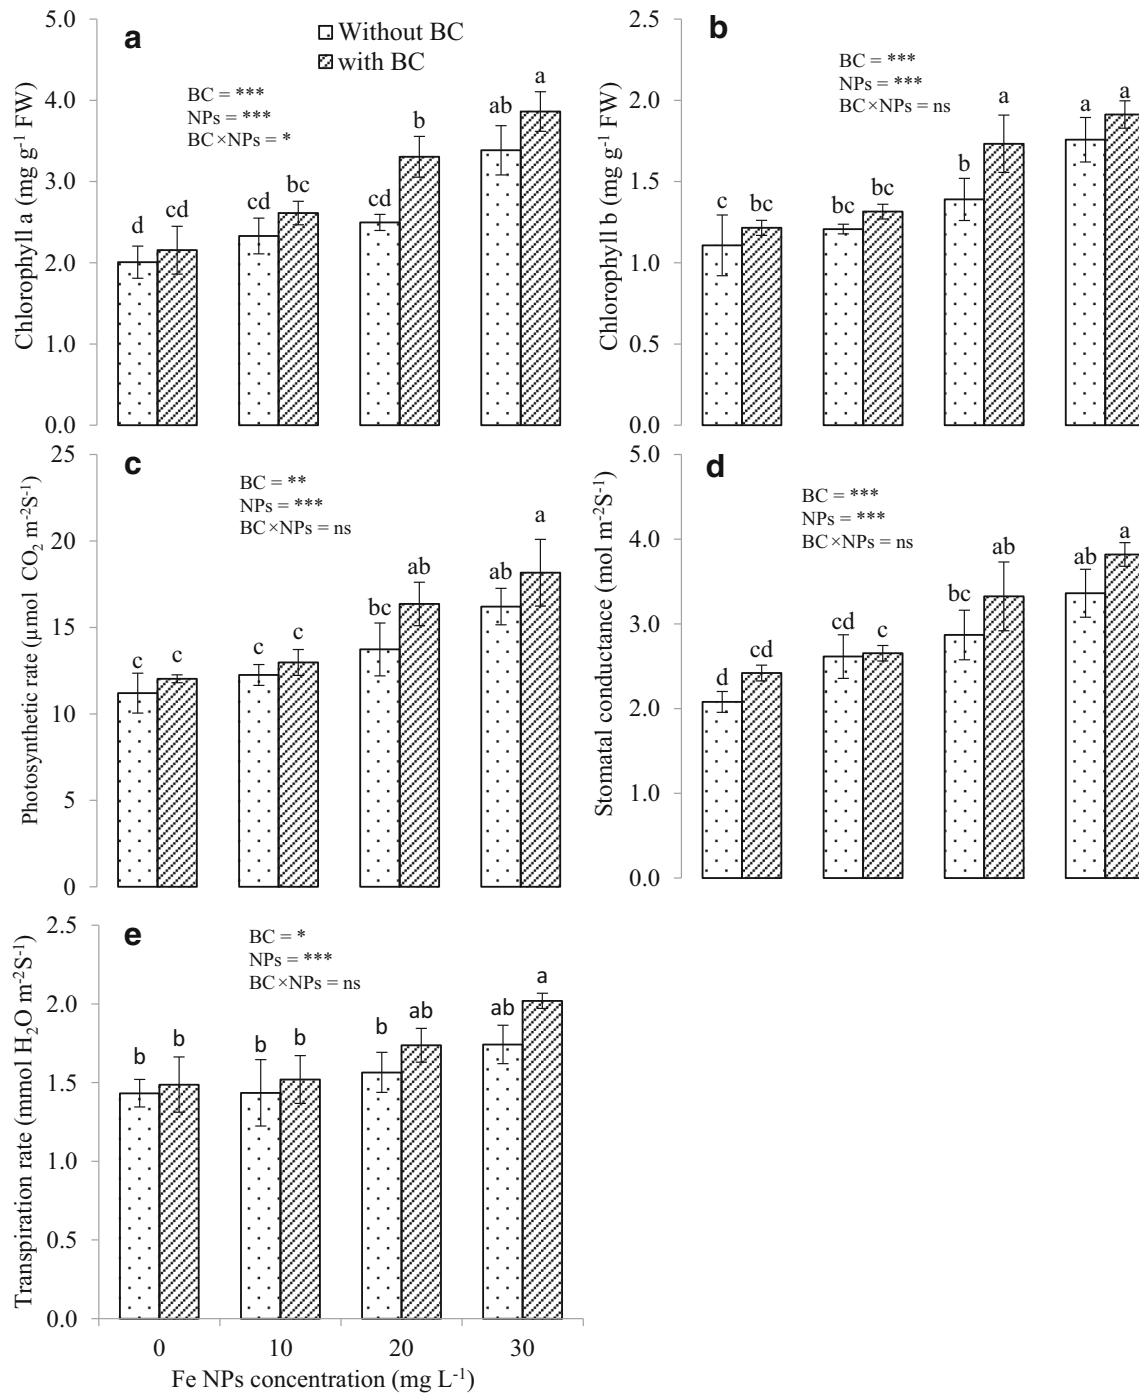 a
Without BC
with BC
BC = ***
NPs = ***
BC×NPs = *
Chlorophyll a (mg g-1 FW)
5.0
4.0
3.0
2.0
1.0
0.0
d
cd
cd
bc
cd
b
ab
a
b
BC = ***
NPs = ***
BC×NPs = ns
Chlorophyll b (mg g-1 FW)
2.5
2.0
1.5
1.0
0.5
0.0
c
bc
bc
bc
b
a
a
a
c
BC = **
NPs = ***
BC×NPs = ns
Photosynthetic rate (µmol CO2 m-2S-1)
25
20
15
10
5
0
c
c
c
c
bc
ab
ab
a
d
BC = ***
NPs = ***
BC×NPs = ns
Stomatal conductance (mol m-2S-1)
5.0
4.0
3.0
2.0
1.0
0.0
d
cd
cd
c
bc
ab
ab
a
e
BC = *
NPs = ***
BC×NPs = ns
Transpiration rate (mmol H2O m-2S-1)
2.5
2.0
1.5
1.0
0.5
0.0
b
b
b
b
b
ab
ab
a
0
10
20
30
Fe NPs concentration (mg L-1)